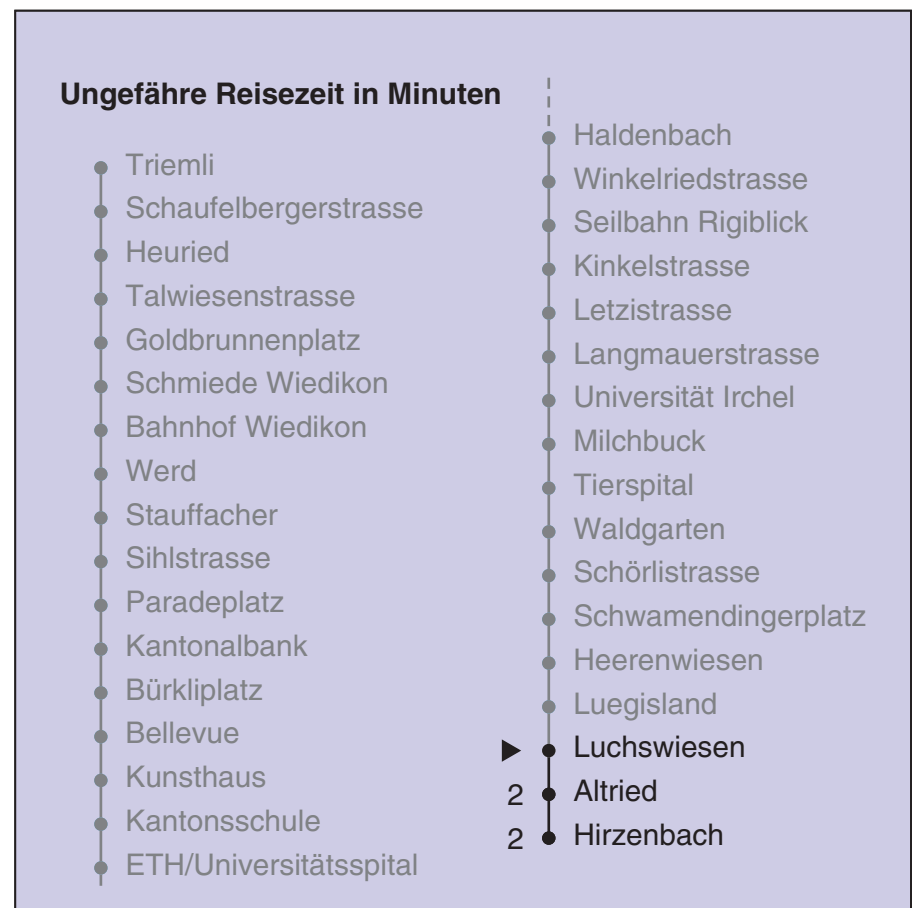 Ungefähre Reisezeit in Minuten
Triemli
Schaufelbergerstrasse
Heuried
Talwiesenstrasse
Goldbrunnenplatz
Schmiede Wiedikon
Bahnhof Wiedikon
Werd
Stauffacher
Sihlstrasse
Paradeplatz
Kantonalbank
Bürkliplatz
Bellevue
Kunsthaus
Kantonsschule
ETH/Universitätsspital
Haldenbach
Winkelriedstrasse
Seilbahn Rigiblick
Kinkelstrasse
Letzistrasse
Langmauerstrasse
Universität Irchel
Milchbuck
Tierspital
Waldgarten
Schörlistrasse
Schwamendingerplatz
Heerenwiesen
Luegisland
Luchswiesen
2 Altried
2 Hirzenbach